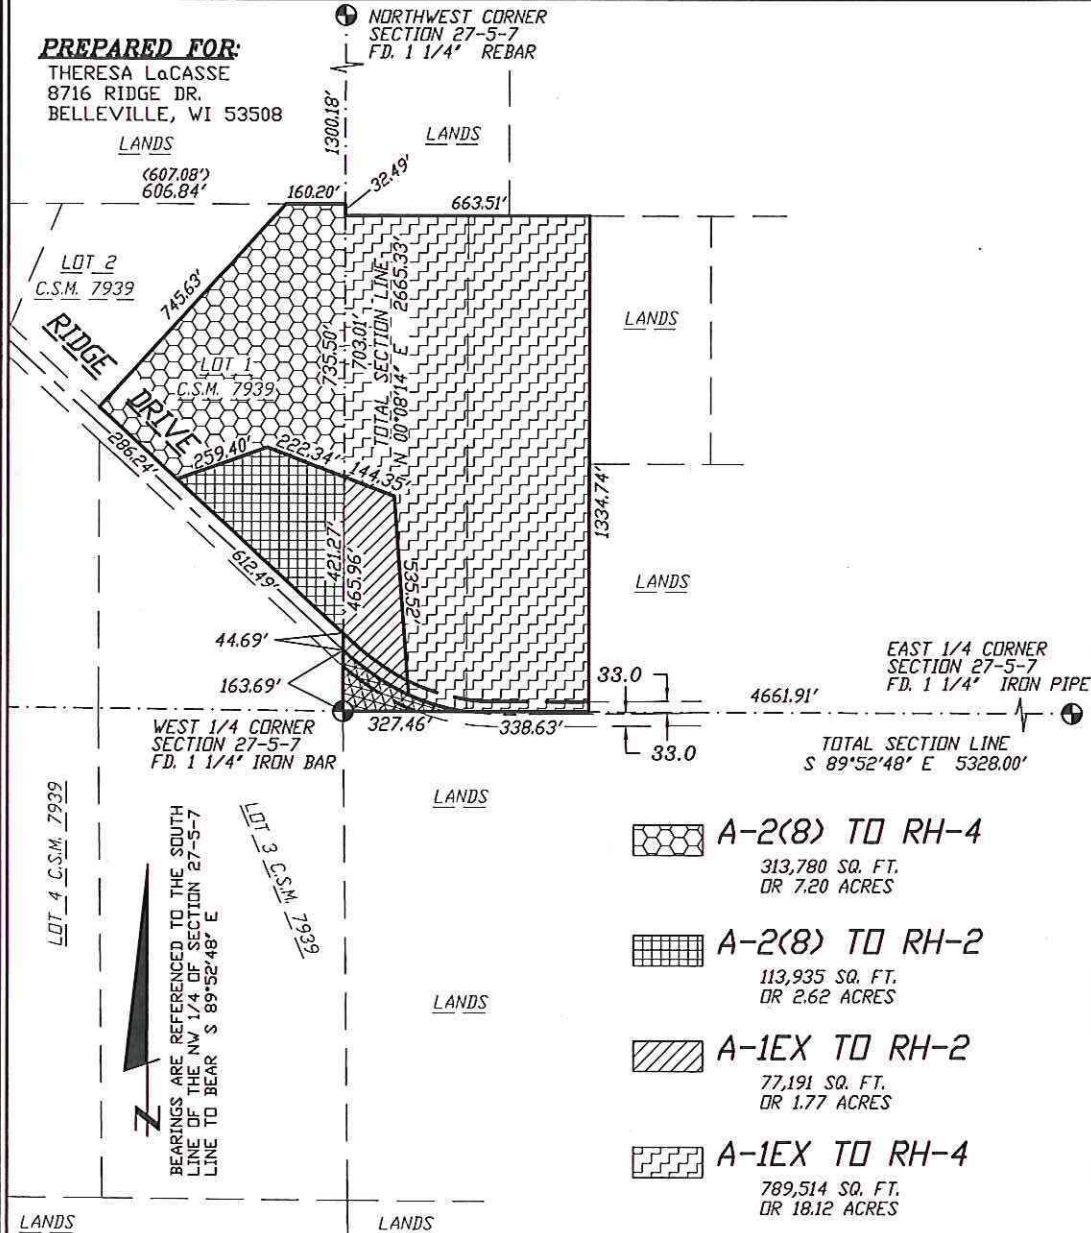 NORTHWEST CORNER
SECTION 27-5-7
FD. 1 1/4" REBAR
PREPARED FOR:
THERESA LaCASSE
8716 RIDGE DR.
BELLEVILLE, WI 53508
LANDS
(607.08')
606.84'
160.20'
1300.18'
32.49'
LANDS
663.51'
LOT 2
C.S.M. 7939
745.63'
RIDGE DRIVE
LOT 1
C.S.M. 7939
735.50'
703.01'
TOTAL SECTION LINE
N 00°08'14" E 2665.33'
LANDS
286.24'
259.40'
222.34'
144.35'
1334.74'
612.49'
421.27'
465.96'
535.52'
LANDS
44.69'
163.69'
WEST 1/4 CORNER
SECTION 27-5-7
FD. 1 1/4" IRON BAR
327.46'
338.63'
33.0
33.0
4661.91'
EAST 1/4 CORNER
SECTION 27-5-7
FD. 1 1/4" IRON PIPE
TOTAL SECTION LINE
S 89°52'48" E 5328.00'
LANDS
LOT 4 C.S.M. 7939
LOT 3 C.S.M. 7939
N
BEARINGS ARE REFERENCED TO THE SOUTH
LINE OF THE NW 1/4 OF SECTION 27-5-7
LINE TO BEAR S 89°52'48" E
LANDS
A-2(8) TO RH-4
313,780 SQ. FT.
OR 7.20 ACRES
A-2(8) TO RH-2
113,935 SQ. FT.
OR 2.62 ACRES
A-1EX TO RH-2
77,191 SQ. FT.
OR 1.77 ACRES
A-1EX TO RH-4
789,514 SQ. FT.
OR 18.12 ACRES
LANDS
LANDS